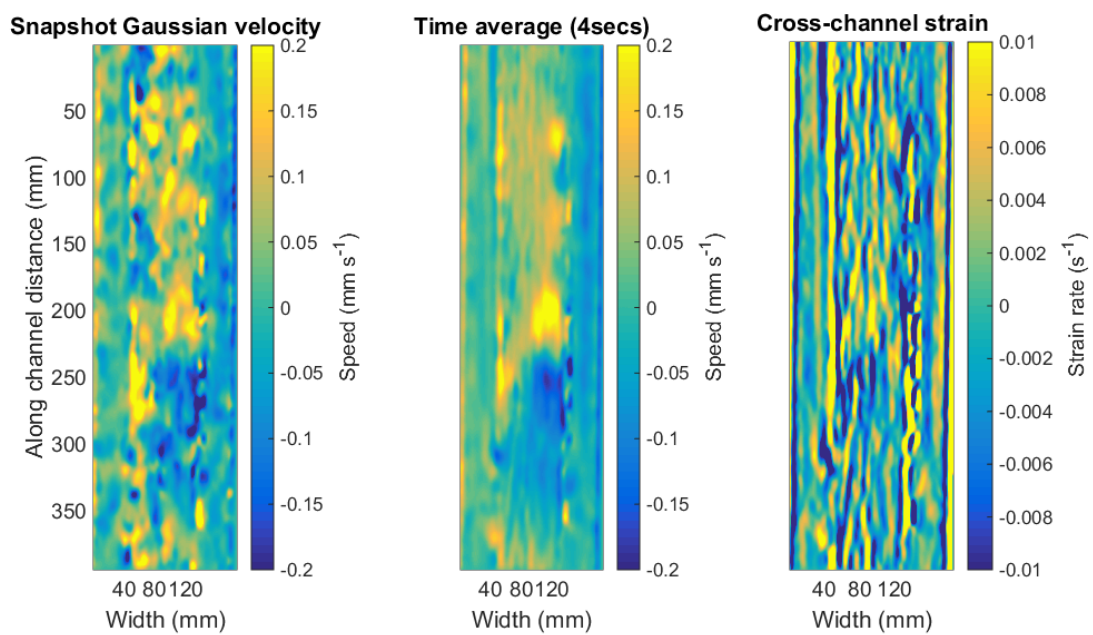 Snapshot Gaussian velocity
Time average (4secs)
Cross-channel strain
Along channel distance (mm)
50
100
150
200
250
300
350
40 80 120
Width (mm)
0.2
0.15
0.1
0.05
0
-0.05
-0.1
-0.15
-0.2
Speed (mm s⁻¹)
40 80 120
Width (mm)
0.2
0.15
0.1
0.05
0
-0.05
-0.1
-0.15
-0.2
Speed (mm s⁻¹)
40 80 120
Width (mm)
0.01
0.008
0.006
0.004
0.002
0
-0.002
-0.004
-0.006
-0.008
-0.01
Strain rate (s⁻¹)